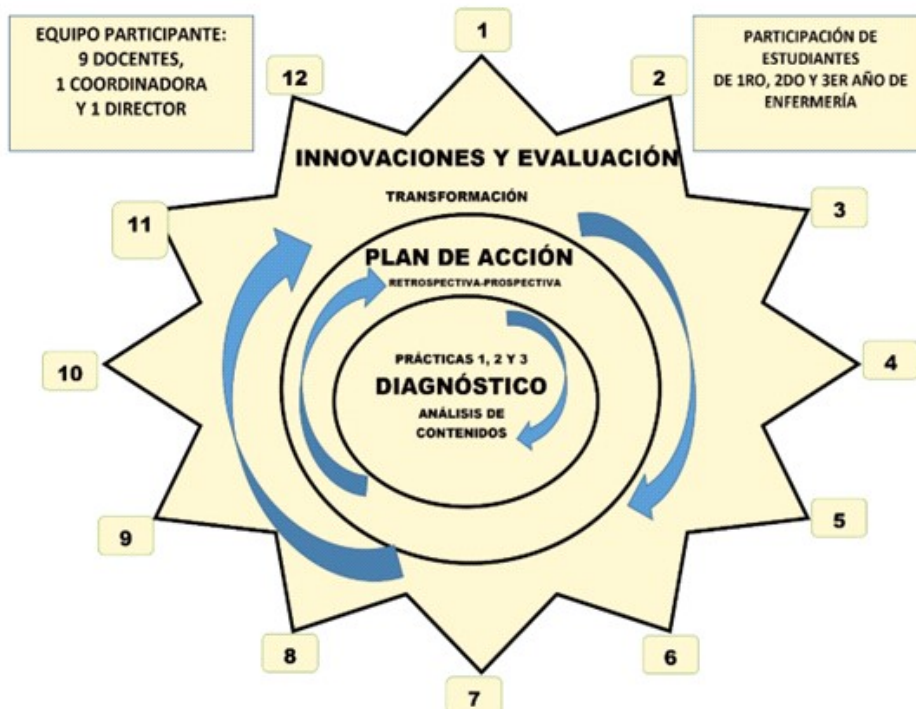 EQUIPO PARTICIPANTE:
9 DOCENTES,
1 COORDINADORA
Y 1 DIRECTOR
PARTICIPACIÓN DE
ESTUDIANTES
DE 1RO, 2DO Y 3ER AÑO DE
ENFERMERÍA
1
2
3
4
5
6
7
8
9
10
11
12
INNOVACIONES Y EVALUACIÓN
TRANSFORMACIÓN
PLAN DE ACCIÓN
RETROSPECTIVA-PROSPECTIVA
PRÁCTICAS 1, 2 Y 3
DIAGNÓSTICO
ANÁLISIS DE
CONTENIDOS